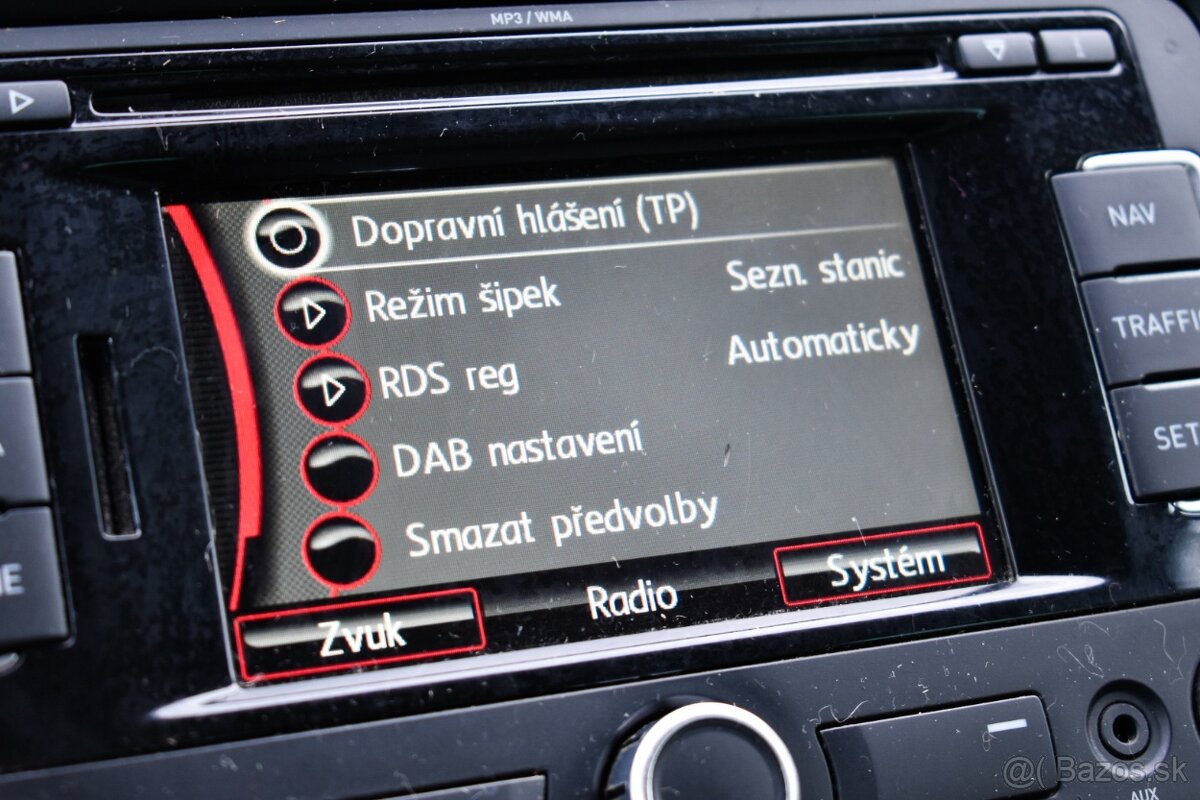 MP3 / WMA
Dopravní hlášení (TP)
Režim šipek Sezn. stanic
RDS reg Automaticky
DAB nastavení
Smazat předvolby
Zvuk Radio Systém
NAV
TRAFFIC
SET
AUX
@( Bazos.sk